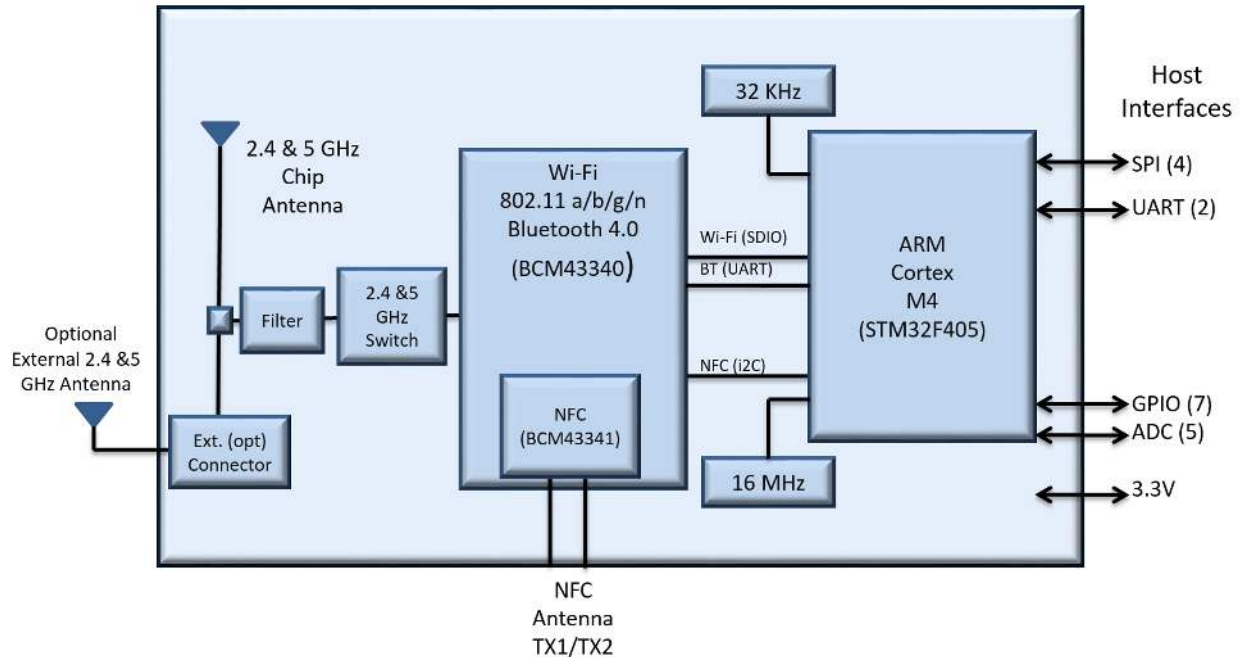 32 KHz
Host
Interfaces
2.4 & 5 GHz
Chip
Antenna
Wi-Fi
802.11 a/b/g/n
Bluetooth 4.0
(BCM43340)
SPI (4)
UART (2)
Wi-Fi (SDIO)
BT (UART)
ARM
Cortex
M4
(STM32F405)
Filter
2.4 &5
GHz
Switch
Optional
External 2.4 &5
GHz Antenna
NFC (i2C)
GPIO (7)
ADC (5)
Ext. (opt)
Connector
NFC
(BCM43341)
16 MHz
3.3V
NFC
Antenna
TX1/TX2